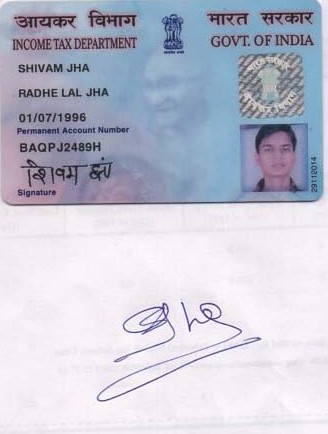 आयकर विभाग
INCOME TAX DEPARTMENT
भारत सरकार
GOVT. OF INDIA
SHIVAM JHA
RADHE LAL JHA
01/07/1996
Permanent Account Number
BAQPJ2489H
शिवम झा
Signature
29112014
Jha